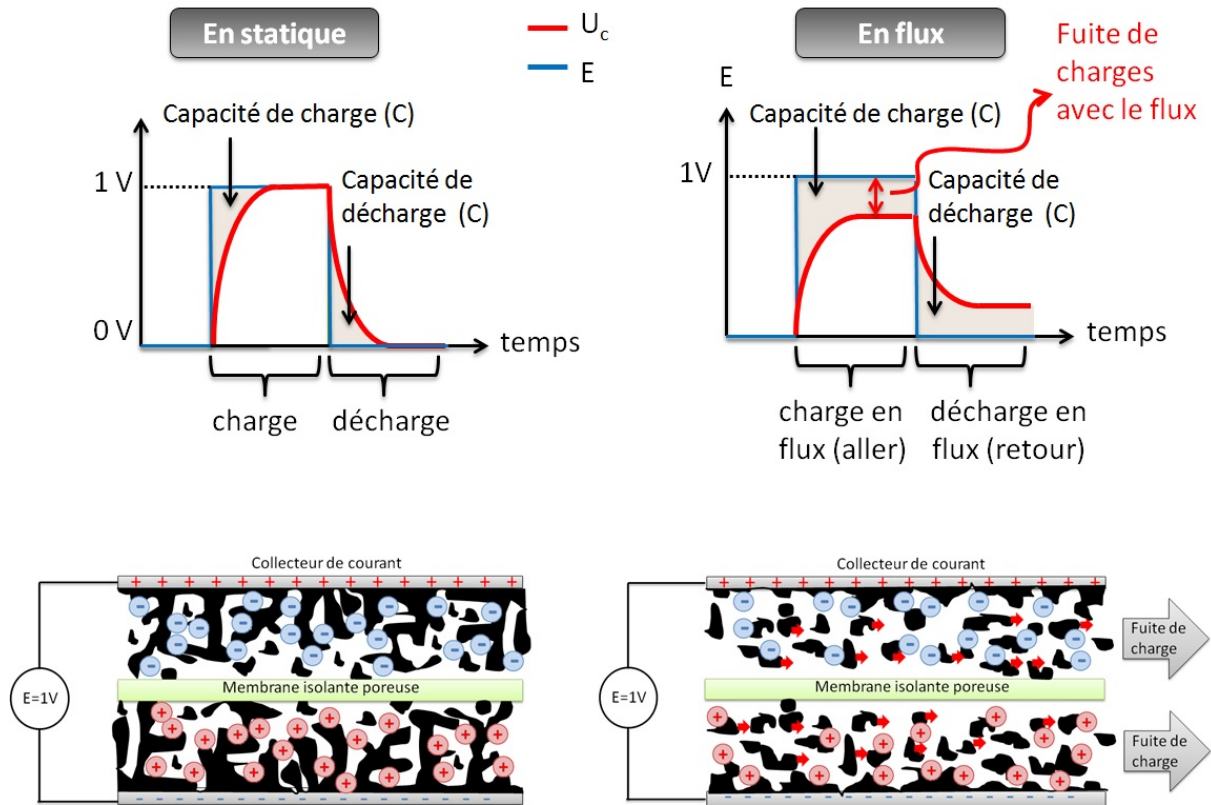 En statique
U_c
E
En flux
Fuite de
charges
avec le flux
Capacité de charge (C)
1 V
Capacité de
décharge (C)
0 V
temps
charge
décharge
E
Capacité de charge (C)
1V
Capacité de
décharge (C)
temps
charge en
flux (aller)
décharge en
flux (retour)
Collecteur de courant
+ + + + + + + + + + + + +
E=1V
Membrane isolante poreuse
Collecteur de courant
Fuite de
charge
E=1V
Membrane isolante poreuse
Fuite de
charge